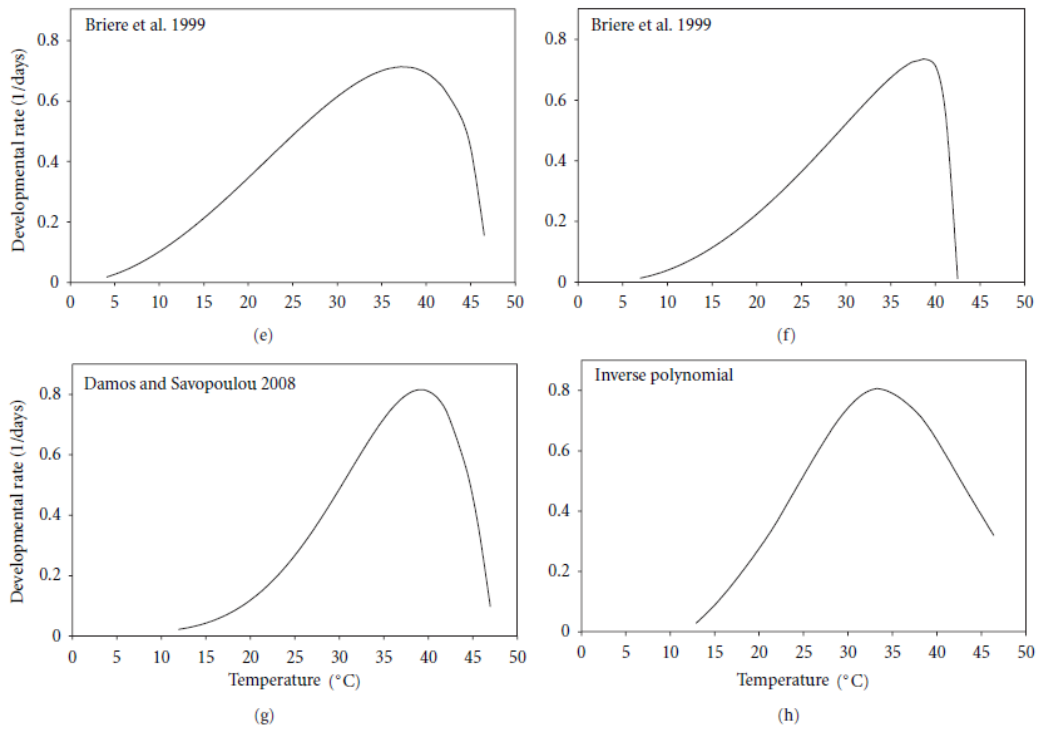 Briere et al. 1999
Developmental rate (1/days)
0.8
0.6
0.4
0.2
0
0 5 10 15 20 25 30 35 40 45 50
(e)
Briere et al. 1999
0.8
0.6
0.4
0.2
0
0 5 10 15 20 25 30 35 40 45 50
(f)
Damos and Savopoulou 2008
Developmental rate (1/days)
0.8
0.6
0.4
0.2
0
0 5 10 15 20 25 30 35 40 45 50
Temperature (°C)
(g)
Inverse polynomial
0.8
0.6
0.4
0.2
0
0 5 10 15 20 25 30 35 40 45 50
Temperature (°C)
(h)